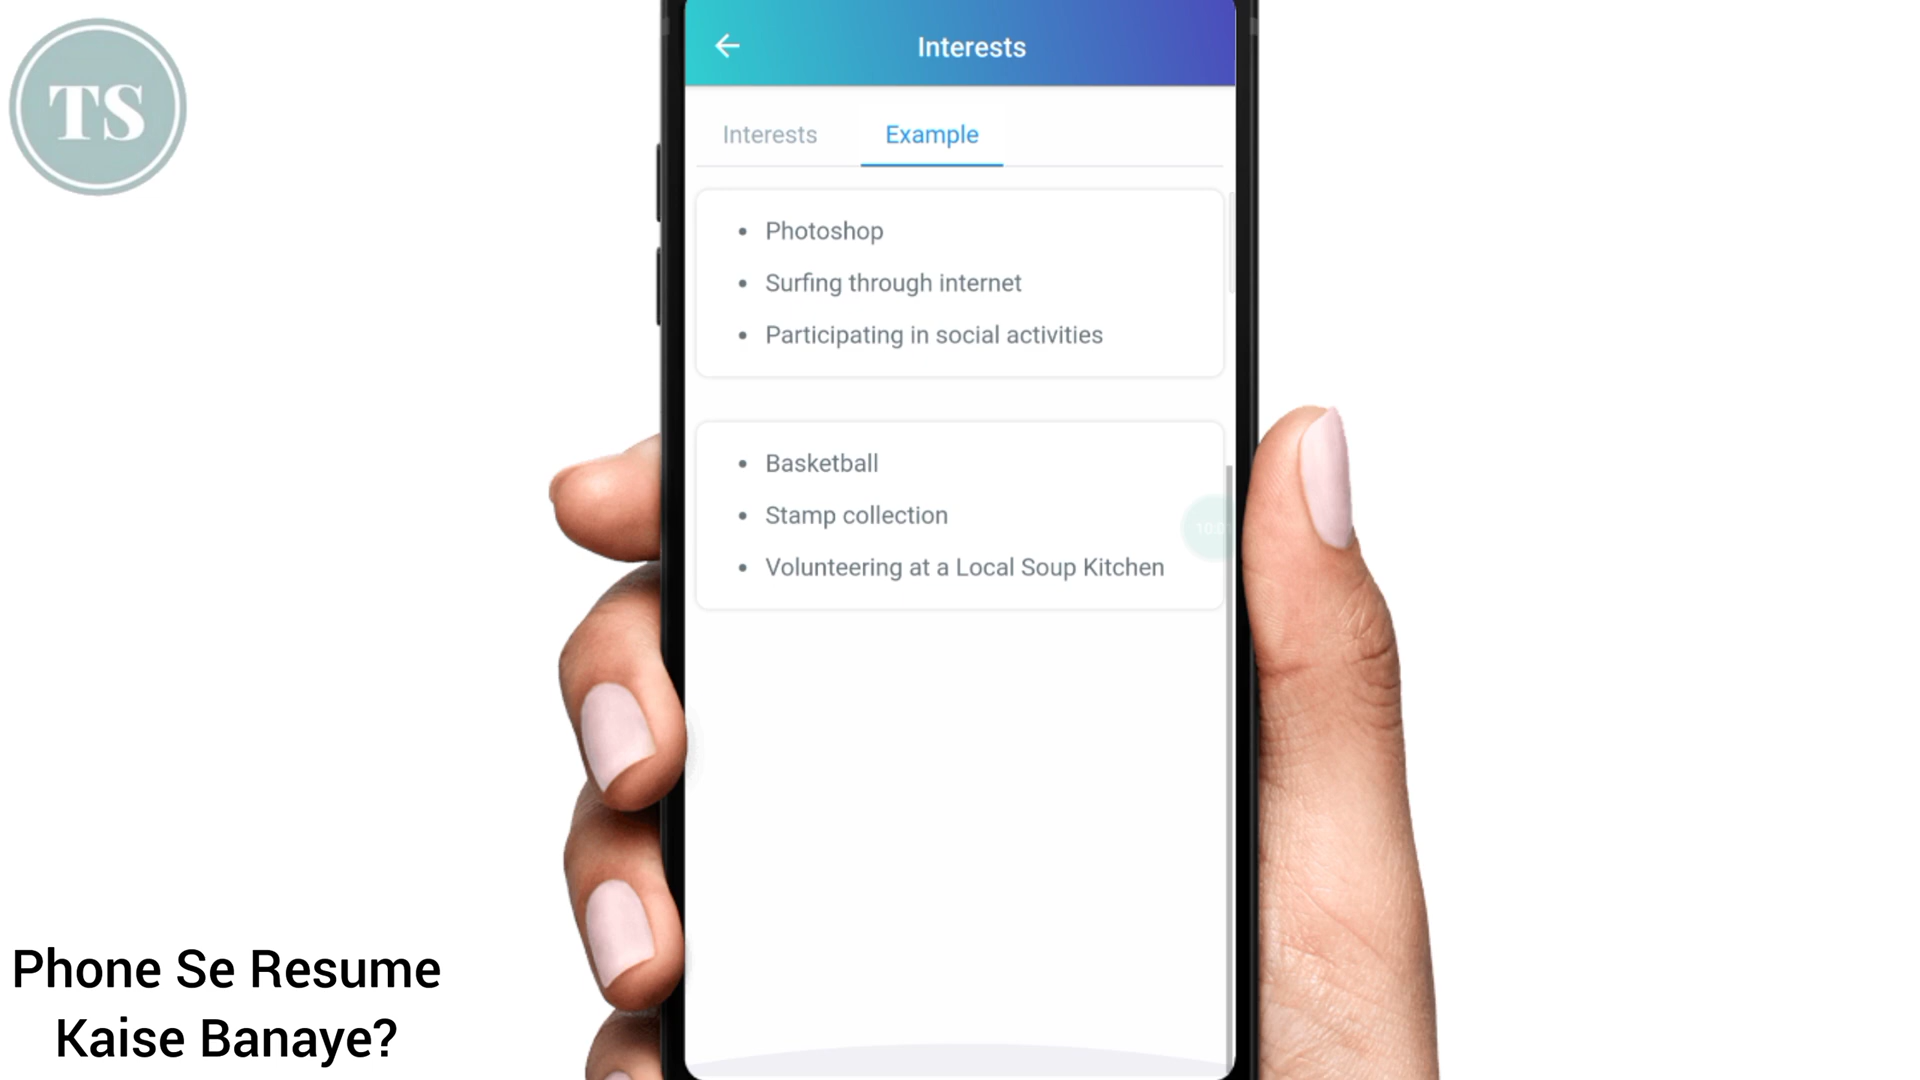 TS
Interests
Interests
Example
Photoshop
Surfing through internet
Participating in social activities
Basketball
Stamp collection
Volunteering at a Local Soup Kitchen
Phone Se Resume
Kaise Banaye?